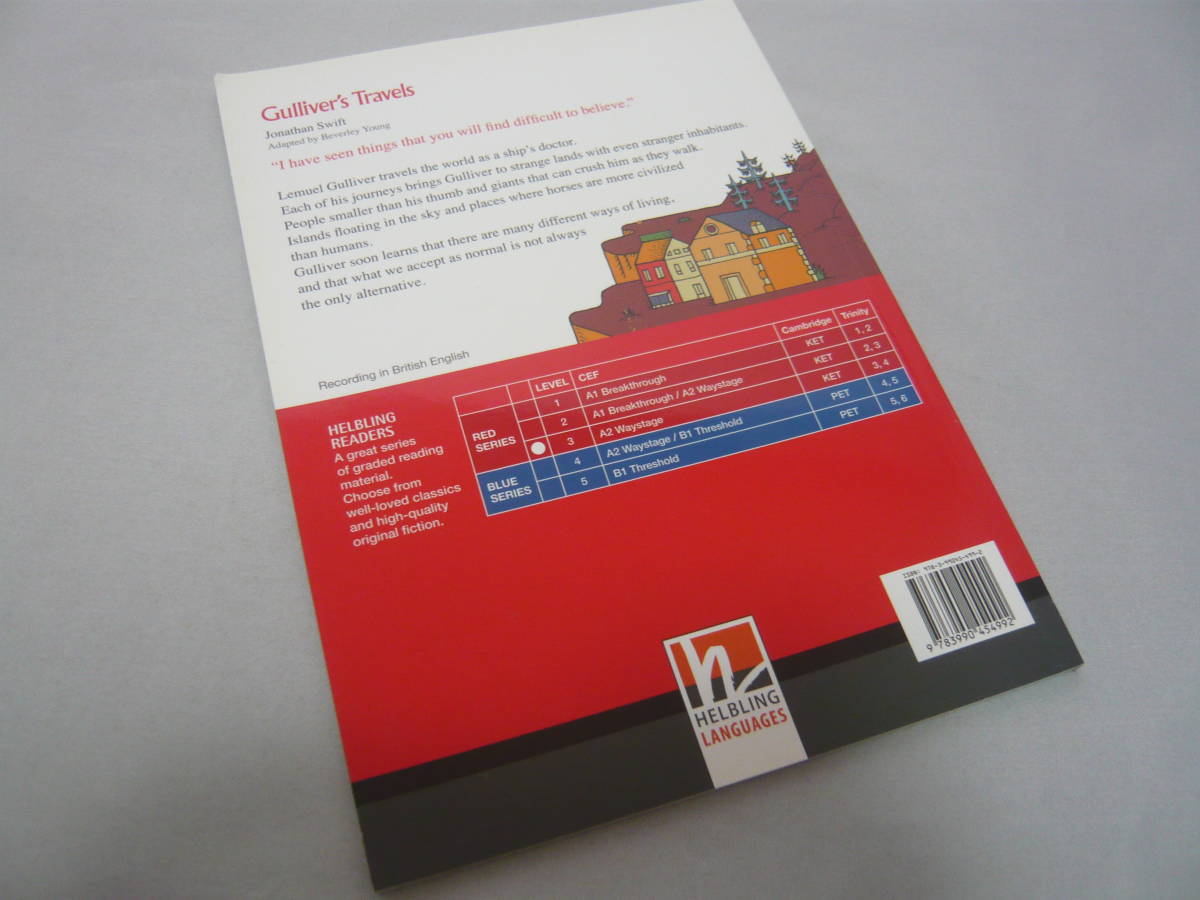 Gulliver's Travels
Jonathan Swift
Adapted by Beverley Young
“I have seen things that you will find difficult to believe.”
Lemuel Gulliver travels the world as a ship's doctor.
Each of his journeys brings Gulliver to strange lands with even stranger inhabitants.
People smaller than his thumb and giants that can crush him as they walk.
Islands floating in the sky and places where horses are more civilized
than humans.
Gulliver soon learns that there are many different ways of living,
and that what we accept as normal is not always
the only alternative.
Recording in British English
HELBLING
READERS
A great series
of graded reading
material.
Choose from
well-loved classics
and high-quality
original fiction.
LEVEL CEF Cambridge Trinity
RED
SERIES
1 A1 Breakthrough KET 1, 2
2 A1 Breakthrough / A2 Waystage KET 2, 3
3 A2 Waystage KET 3, 4
BLUE
SERIES
4 A2 Waystage / B1 Threshold PET 4, 5
5 B1 Threshold PET 5, 6
ISBN: 978-3-99045-499-2
9 783990 454992
h
HELBLING
LANGUAGES